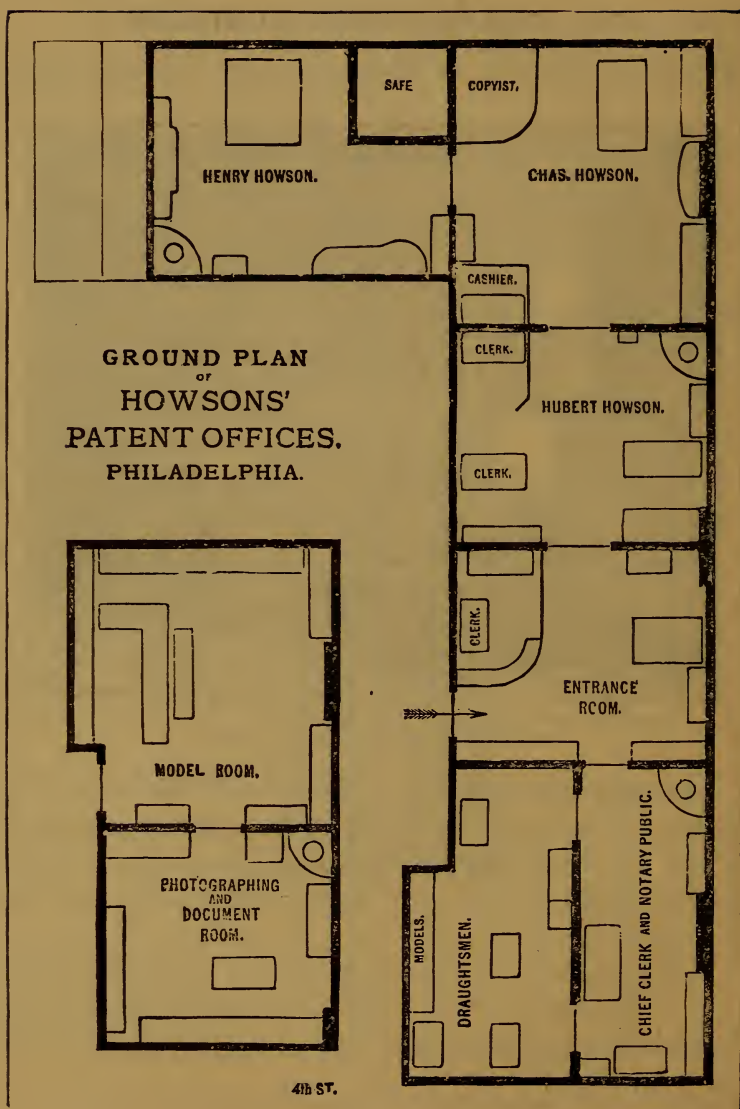 SAFE
COPYIST.
HENRY HOWSON.
CHAS. HOWSON.
CASHIER.
CLERK.
HUBERT HOWSON.
CLERK.
GROUND PLAN
OF
HOWSONS'
PATENT OFFICES.
PHILADELPHIA.
CLERK.
ENTRANCE
ROOM.
MODEL ROOM.
PHOTOGRAPHING
AND
DOCUMENT
ROOM.
MODELS.
DRAUGHTSMEN.
CHIEF CLERK AND NOTARY PUBLIC.
4th ST.